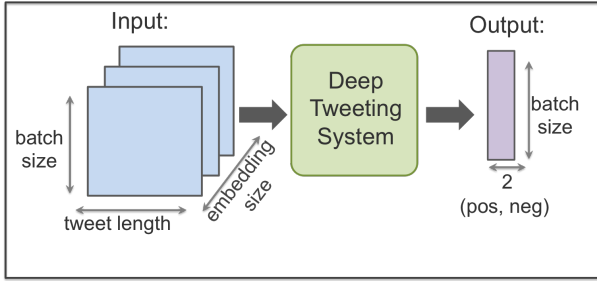 Input:
Output:
Deep
Tweeting
System
batch
size
tweet length
embedding
size
batch
size
2
(pos, neg)